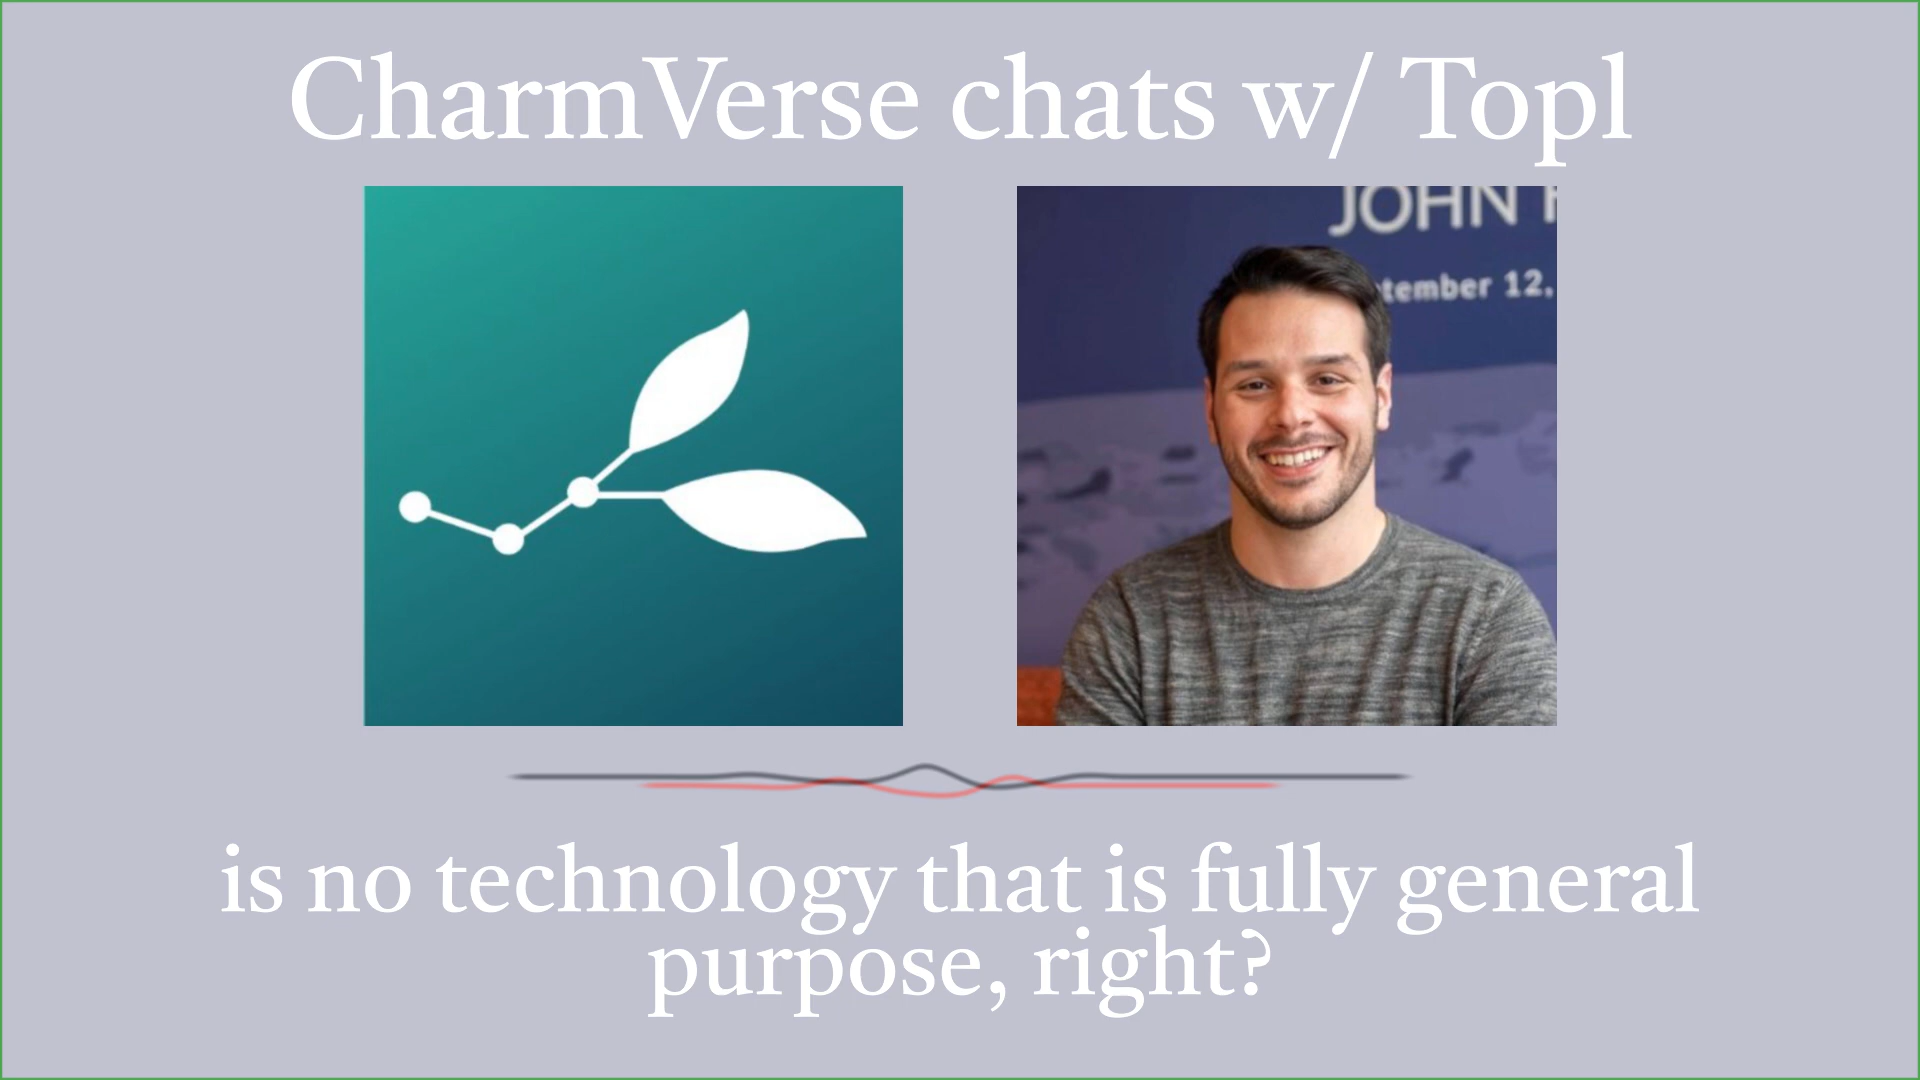 CharmVerse chats w/ Topl
JOHN
tember 12,
is no technology that is fully general
purpose, right?